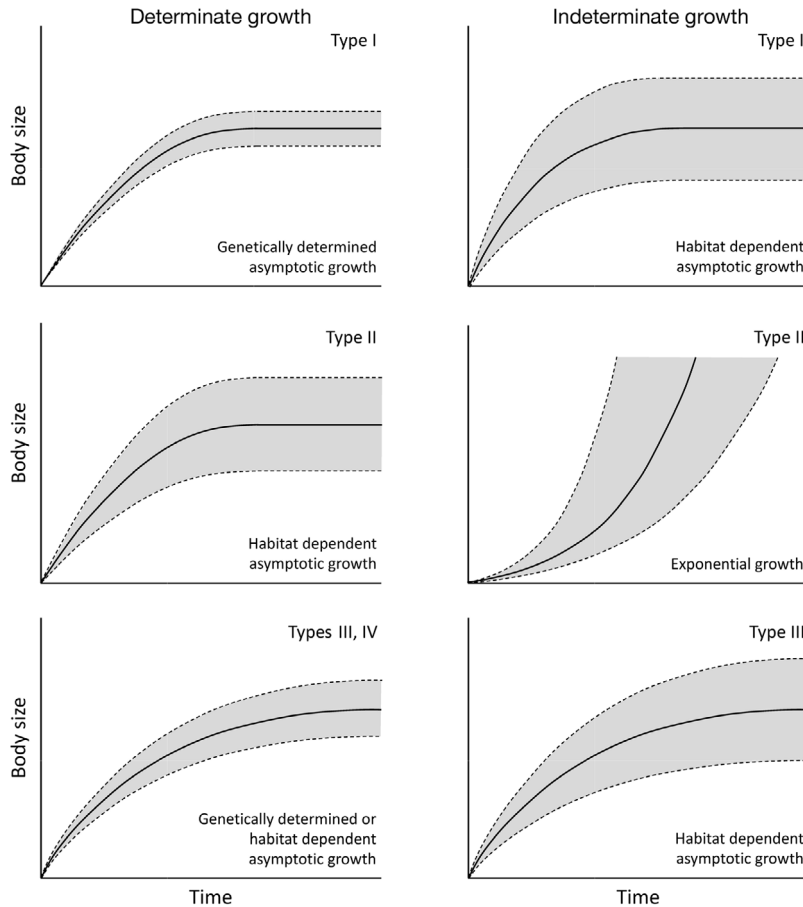 Determinate growth
Indeterminate growth
Type I
Body size
Genetically determined
asymptotic growth
Type I
Habitat dependent
asymptotic growth
Type II
Body size
Habitat dependent
asymptotic growth
Type II
Exponential growth
Types III, IV
Body size
Genetically determined or
habitat dependent
asymptotic growth
Time
Type III
Habitat dependent
asymptotic growth
Time